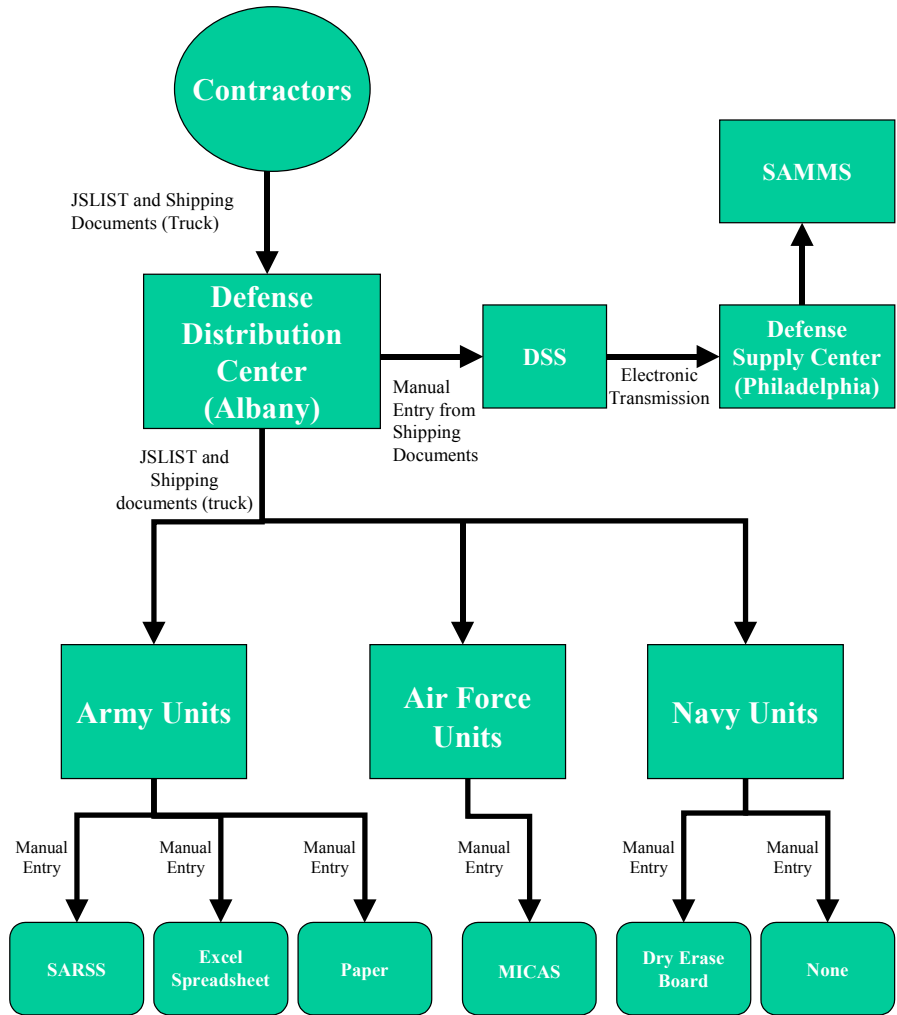 Contractors
SAMMS
JSLIST and Shipping
Documents (Truck)
Defense
Distribution
Center
(Albany)
DSS
Defense
Supply Center
(Philadelphia)
Manual
Entry from
Shipping
Documents
Electronic
Transmission
JSLIST and
Shipping
documents (truck)
Army Units
Air Force
Units
Navy Units
Manual
Entry
Manual
Entry
Manual
Entry
Manual
Entry
Manual
Entry
Manual
Entry
SARSS
Excel
Spreadsheet
Paper
MICAS
Dry Erase
Board
None